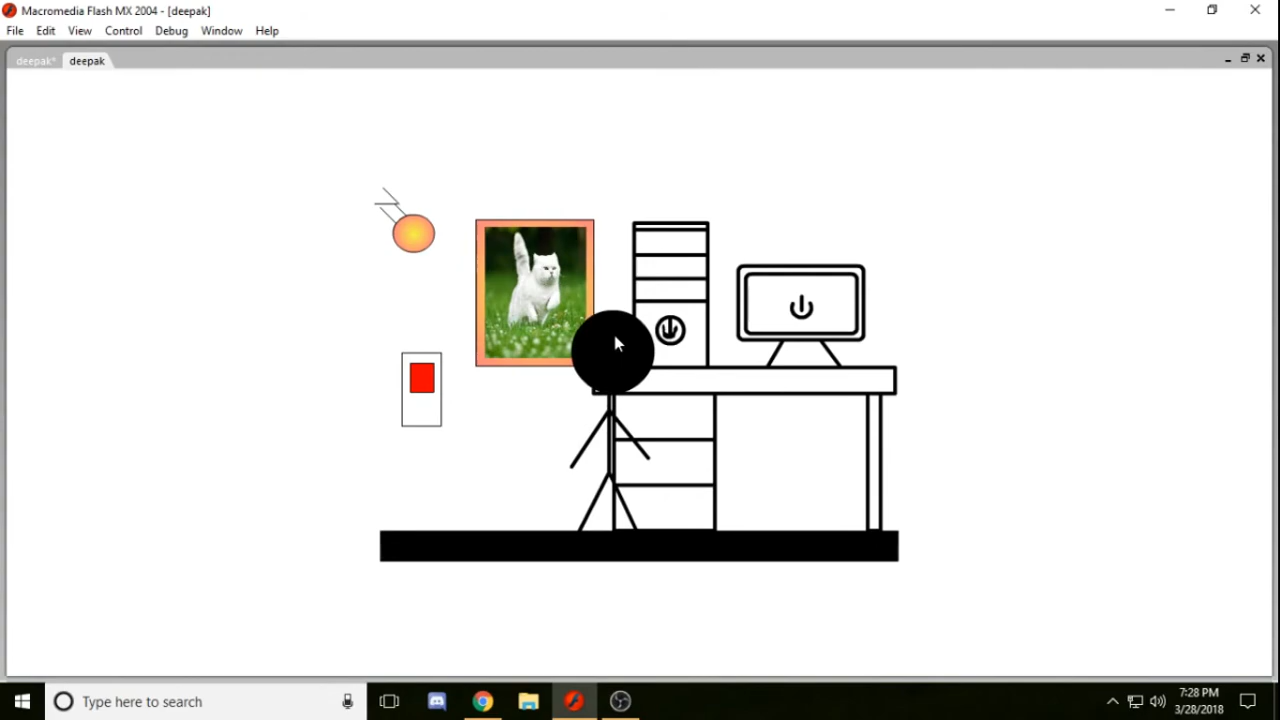 Macromedia Flash MX 2004 - [deepak]
File Edit View Control Debug Window Help
deepak* deepak
Type here to search
7:28 PM
3/28/2018